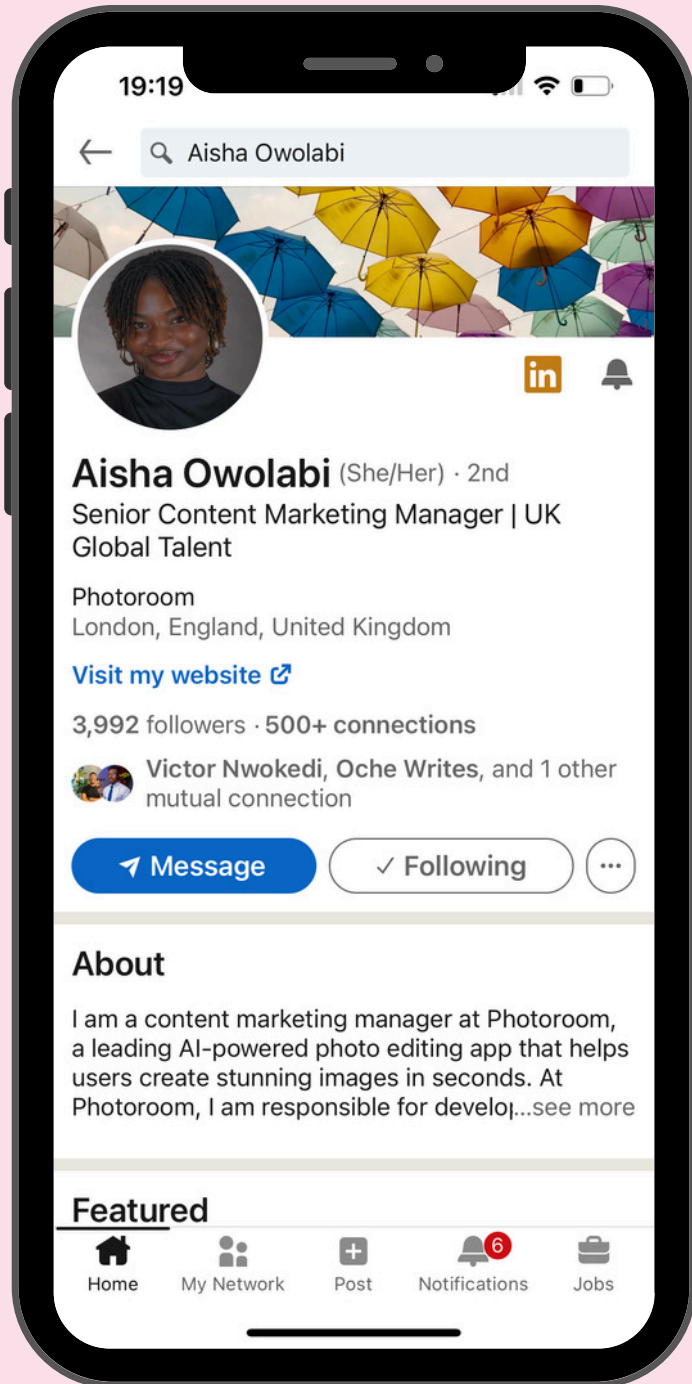 19:19
Aisha Owolabi
in
Aisha Owolabi (She/Her) · 2nd
Senior Content Marketing Manager | UK
Global Talent
Photoroom
London, England, United Kingdom
Visit my website
3,992 followers · 500+ connections
Victor Nwokedi, Oche Writes, and 1 other
mutual connection
Message
Following
About
I am a content marketing manager at Photoroom,
a leading AI-powered photo editing app that helps
users create stunning images in seconds. At
Photoroom, I am responsible for develop...see more
Featured
6
Home My Network Post Notifications Jobs